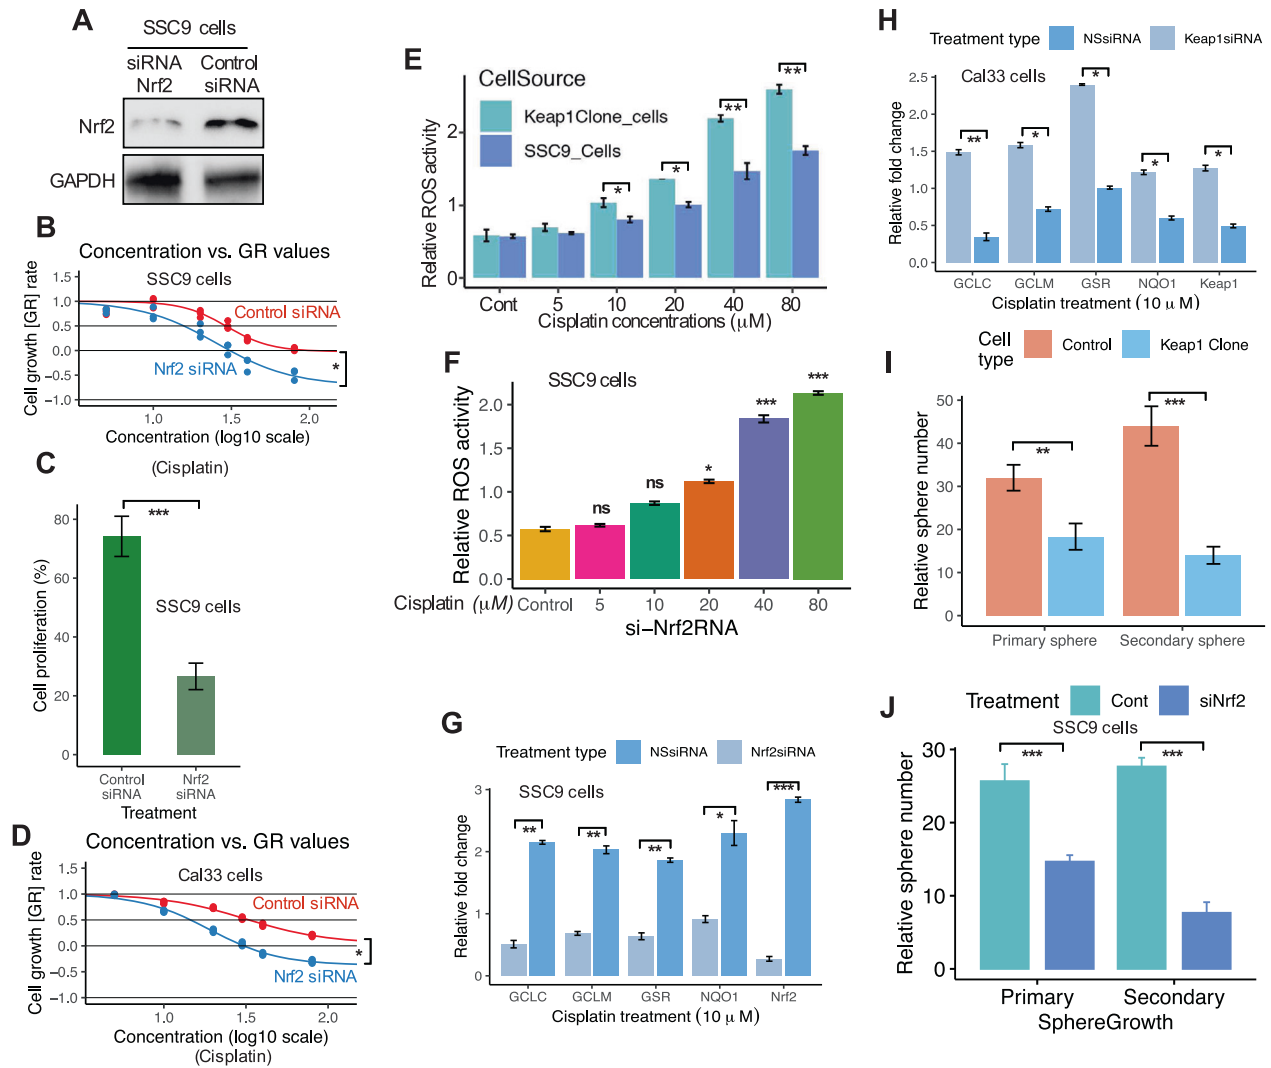 A
SSC9 cells
siRNA Control
Nrf2 siRNA
Nrf2
GAPDH
B
Concentration vs. GR values
SSC9 cells
Control siRNA
Nrf2 siRNA
*
Cell growth [GR] rate
1.5
1.0
0.5
0.0
−0.5
−1.0
1.0 1.5 2.0
Concentration (log10 scale)
(Cisplatin)
C
***
SSC9 cells
Cell proliferation (%)
80
60
40
20
0
Control siRNA
Nrf2 siRNA
Treatment
D
Concentration vs. GR values
Cal33 cells
Control siRNA
Nrf2 siRNA
*
Cell growth [GR] rate
1.5
1.0
0.5
0.0
−0.5
−1.0
1.0 1.5 2.0
Concentration (log10 scale)
(Cisplatin)
E
CellSource
Keap1Clone_cells
SSC9_Cells
* * ** **
Relative ROS activity
2
1
0
Cont 5 10 20 40 80
Cisplatin concentrations (μM)
F
SSC9 cells
ns ns * *** ***
Relative ROS activity
2.0
1.5
1.0
0.5
0.0
Cisplatin (μM) Control 5 10 20 40 80
si−Nrf2RNA
G
Treatment type NSsiRNA Nrf2siRNA
SSC9 cells
** ** ** * ***
Relative fold change
3
2
1
0
GCLC GCLM GSR NQO1 Nrf2
Cisplatin treatment (10 μ M)
H
Treatment type NSsiRNA Keap1siRNA
Cal33 cells
** * * * *
Relative fold change
2.5
2.0
1.5
1.0
0.5
0.0
GCLC GCLM GSR NQO1 Keap1
Cisplatin treatment (10 μ M)
I
Cell type Control Keap1 Clone
** ***
Relative sphere number
50
40
30
20
10
0
Primary sphere Secondary sphere
J
Treatment Cont siNrf2
SSC9 cells
*** ***
Relative sphere number
30
20
10
0
Primary Secondary
SphereGrowth